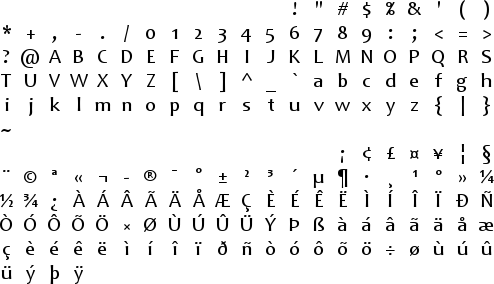 ! " # $ % & ' ( )
* + , - . / 0 1 2 3 4 5 6 7 8 9 : ; < = >
? @ A B C D E F G H I J K L M N O P Q R S
T U V W X Y Z [ \ ] ^ _ ` a b c d e f g h
i j k l m n o p q r s t u v w x y z { | }
~
¡ ¢ £ ¤ ¥ ¦ §
¨ © ª « ¬ - ® ¯ ° ± ² ³ ´ µ ¶ · ¸ ¹ º » ¼
½ ¾ ¿ À Á Â Ã Ä Å Æ Ç È É Ê Ë Ì Í Î Ï Ð Ñ
Ò Ó Ô Õ Ö × Ø Ù Ú Û Ü Ý Þ ß à á â ã ä å æ
ç è é ê ë ì í î ï ð ñ ò ó ô õ ö ÷ ø ù ú û
ü ý þ ÿ